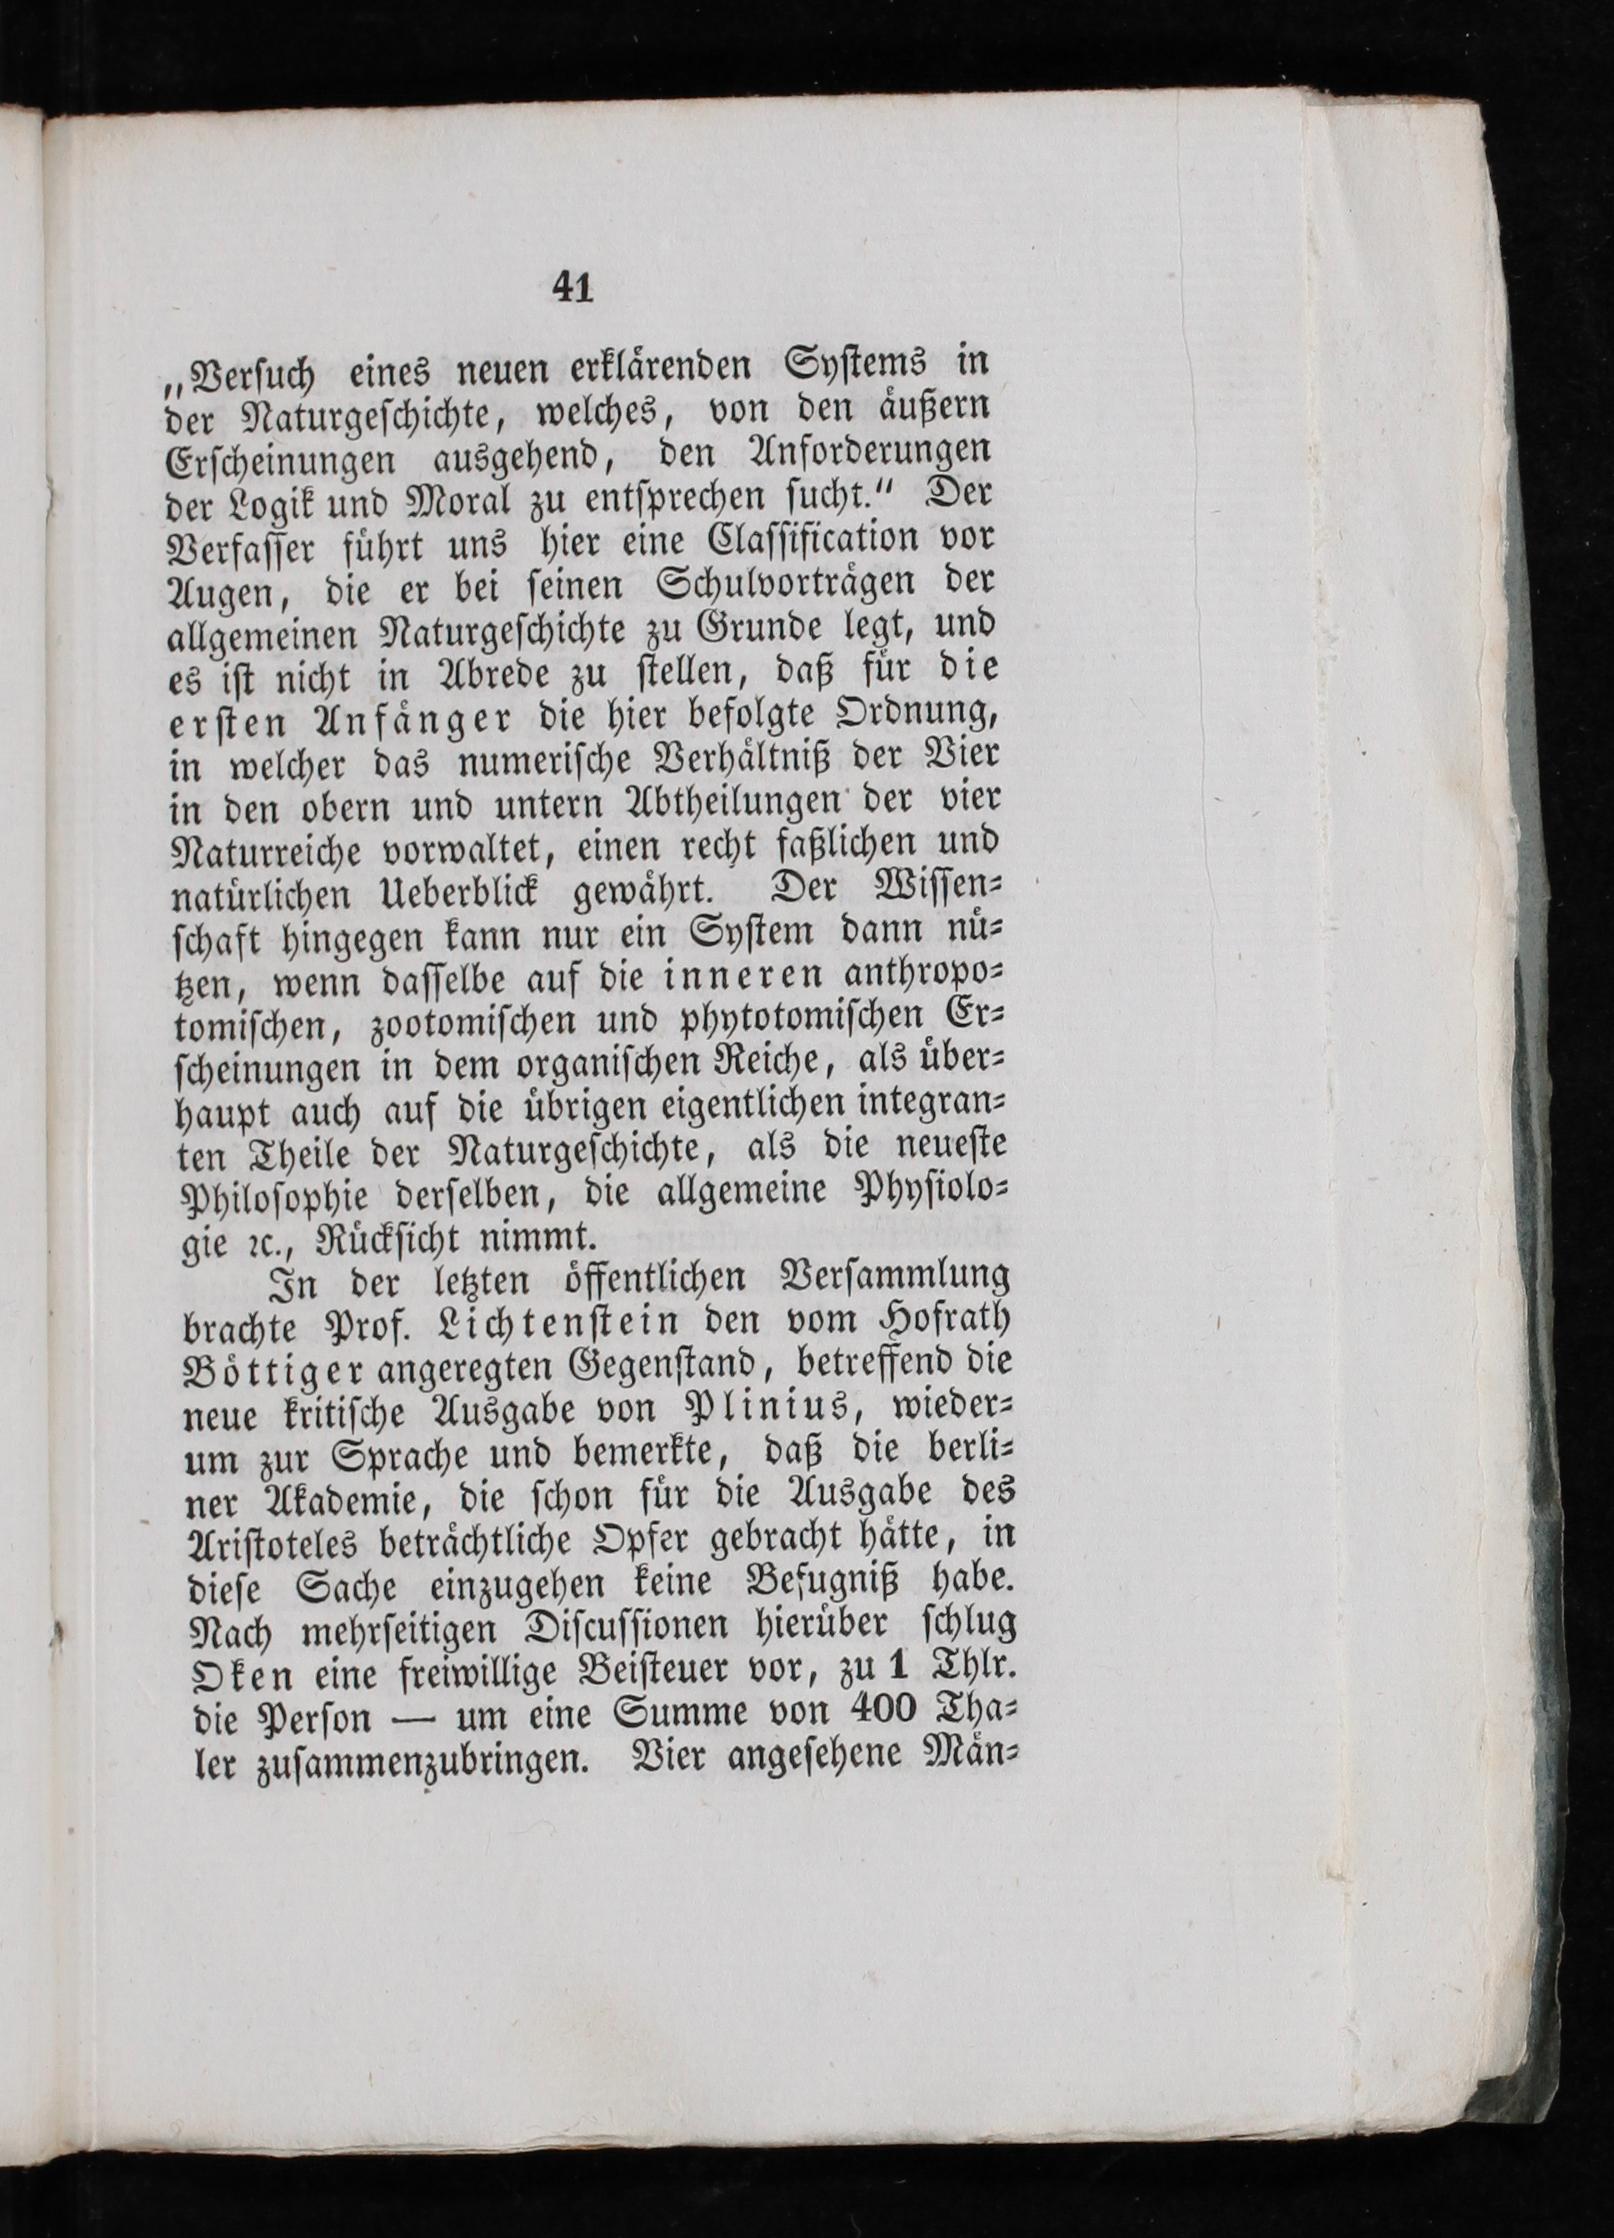 41
„Verſuch eines neuen erklärenden Syſtems in
der Naturgeſchichte, welches, von den äußern
Erſcheinungen ausgehend, den Anforderungen
der Logik und Moral zu entſprechen ſucht.“ Der
Verfaſſer führt uns hier eine Claſſification vor
Augen, die er bei ſeinen Schulvorträgen der
allgemeinen Naturgeſchichte zu Grunde legt, und
es iſt nicht in Abrede zu ſtellen, daß für die
erſten Anfänger die hier befolgte Ordnung,
in welcher das numeriſche Verhältniß der Vier
in den obern und untern Abtheilungen der vier
Naturreiche vorwaltet, einen recht faßlichen und
natürlichen Ueberblick gewährt. Der Wiſſen⸗
ſchaft hingegen kann nur ein Syſtem dann nü⸗
tzen, wenn daſſelbe auf die inneren anthropo⸗
tomiſchen, zootomiſchen und phytotomiſchen Er⸗
ſcheinungen in dem organiſchen Reiche, als über⸗
haupt auch auf die übrigen eigentlichen integran⸗
ten Theile der Naturgeſchichte, als die neueſte
Philoſophie derſelben, die allgemeine Phyſiolo⸗
gie ꝛc., Rückſicht nimmt.
In der letzten öffentlichen Verſammlung
brachte Prof. Lichtenſtein den vom Hofrath
Böttiger angeregten Gegenſtand, betreffend die
neue kritiſche Ausgabe von Plinius, wieder⸗
um zur Sprache und bemerkte, daß die berli⸗
ner Akademie, die ſchon für die Ausgabe des
Ariſtoteles beträchtliche Opfer gebracht hätte, in
dieſe Sache einzugehen keine Befugniß habe.
Nach mehrſeitigen Diſcuſſionen hierüber ſchlug
Oken eine freiwillige Beiſteuer vor, zu 1 Thlr.
die Perſon — um eine Summe von 400 Tha⸗
ler zuſammenzubringen. Vier angeſehene Män⸗